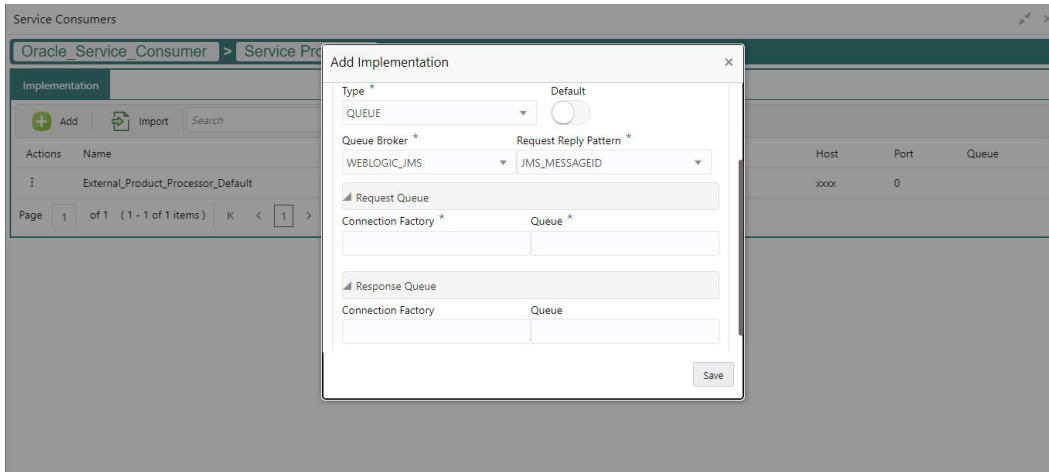 Service Consumers
Oracle_Service_Consumer > Service Pro
Implementation
Add Import Search
Actions Name Host Port Queue
External_Product_Processor_Default xxxx 0
Page 1 of 1 (1 - 1 of 1 items) K < 1 >
Add Implementation ×
Type * Default
QUEUE
Queue Broker * Request Reply Pattern *
WEBLOGIC_JMS JMS_MESSAGEID
Request Queue
Connection Factory * Queue *
Response Queue
Connection Factory Queue
Save